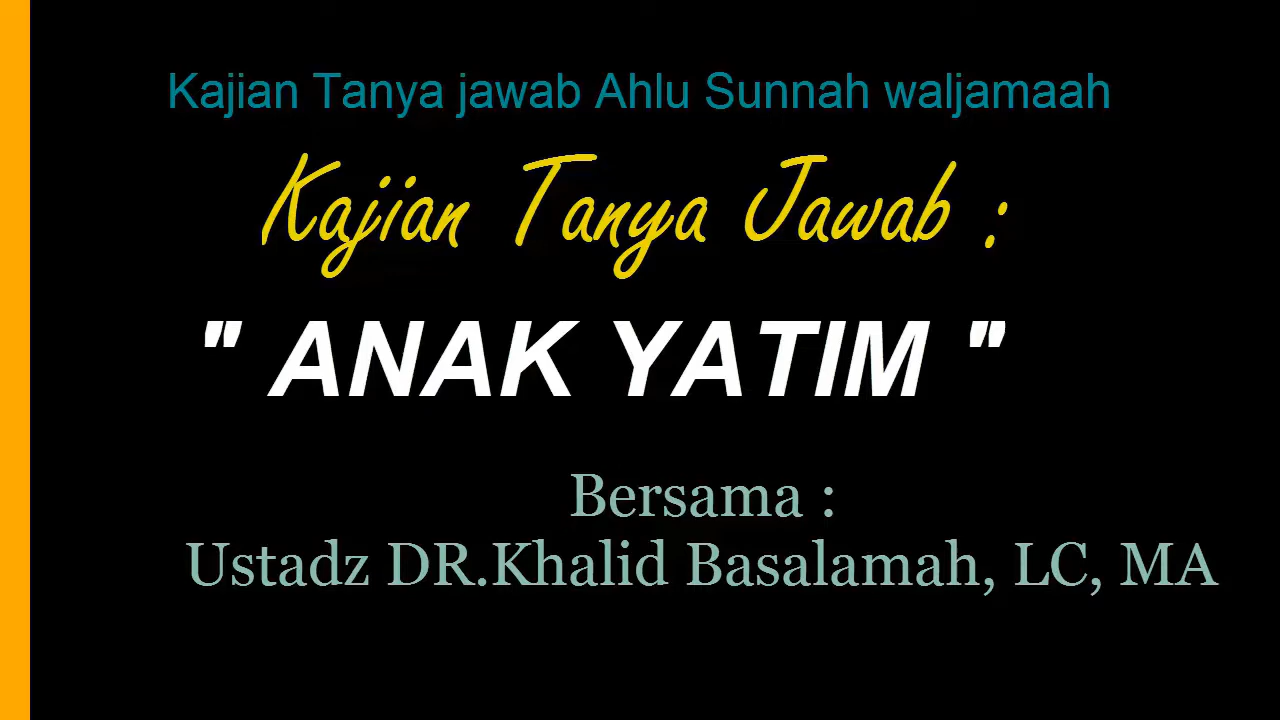 Kajian Tanya jawab Ahlu Sunnah waljamaah
Kajian Tanya Jawab :
" ANAK YATIM "
Bersama :
Ustadz DR.Khalid Basalamah, LC, MA